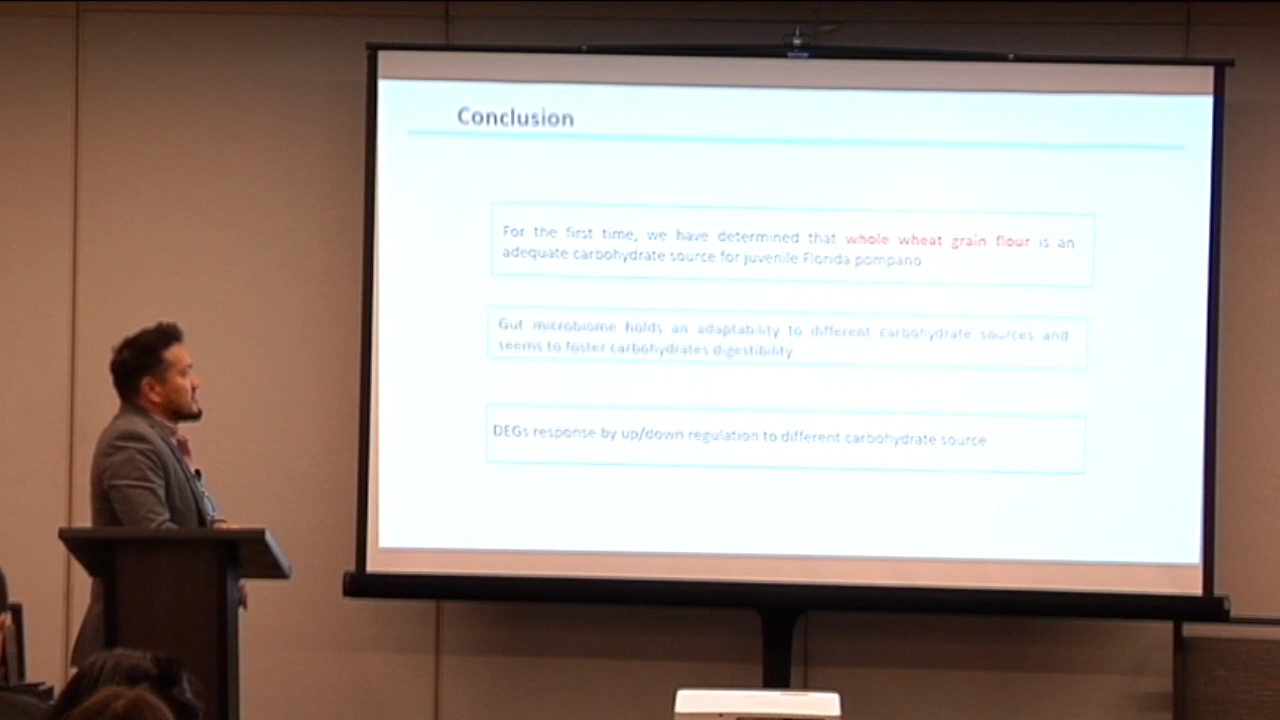 Conclusion
For the first time, we have determined that whole wheat grain flour is an
adequate carbohydrate source for juvenile Florida pompano
Gut microbiome holds an adaptability to different carbohydrate sources and
seems to foster carbohydrates digestibility
DEGs response by up/down regulation to different carbohydrate source